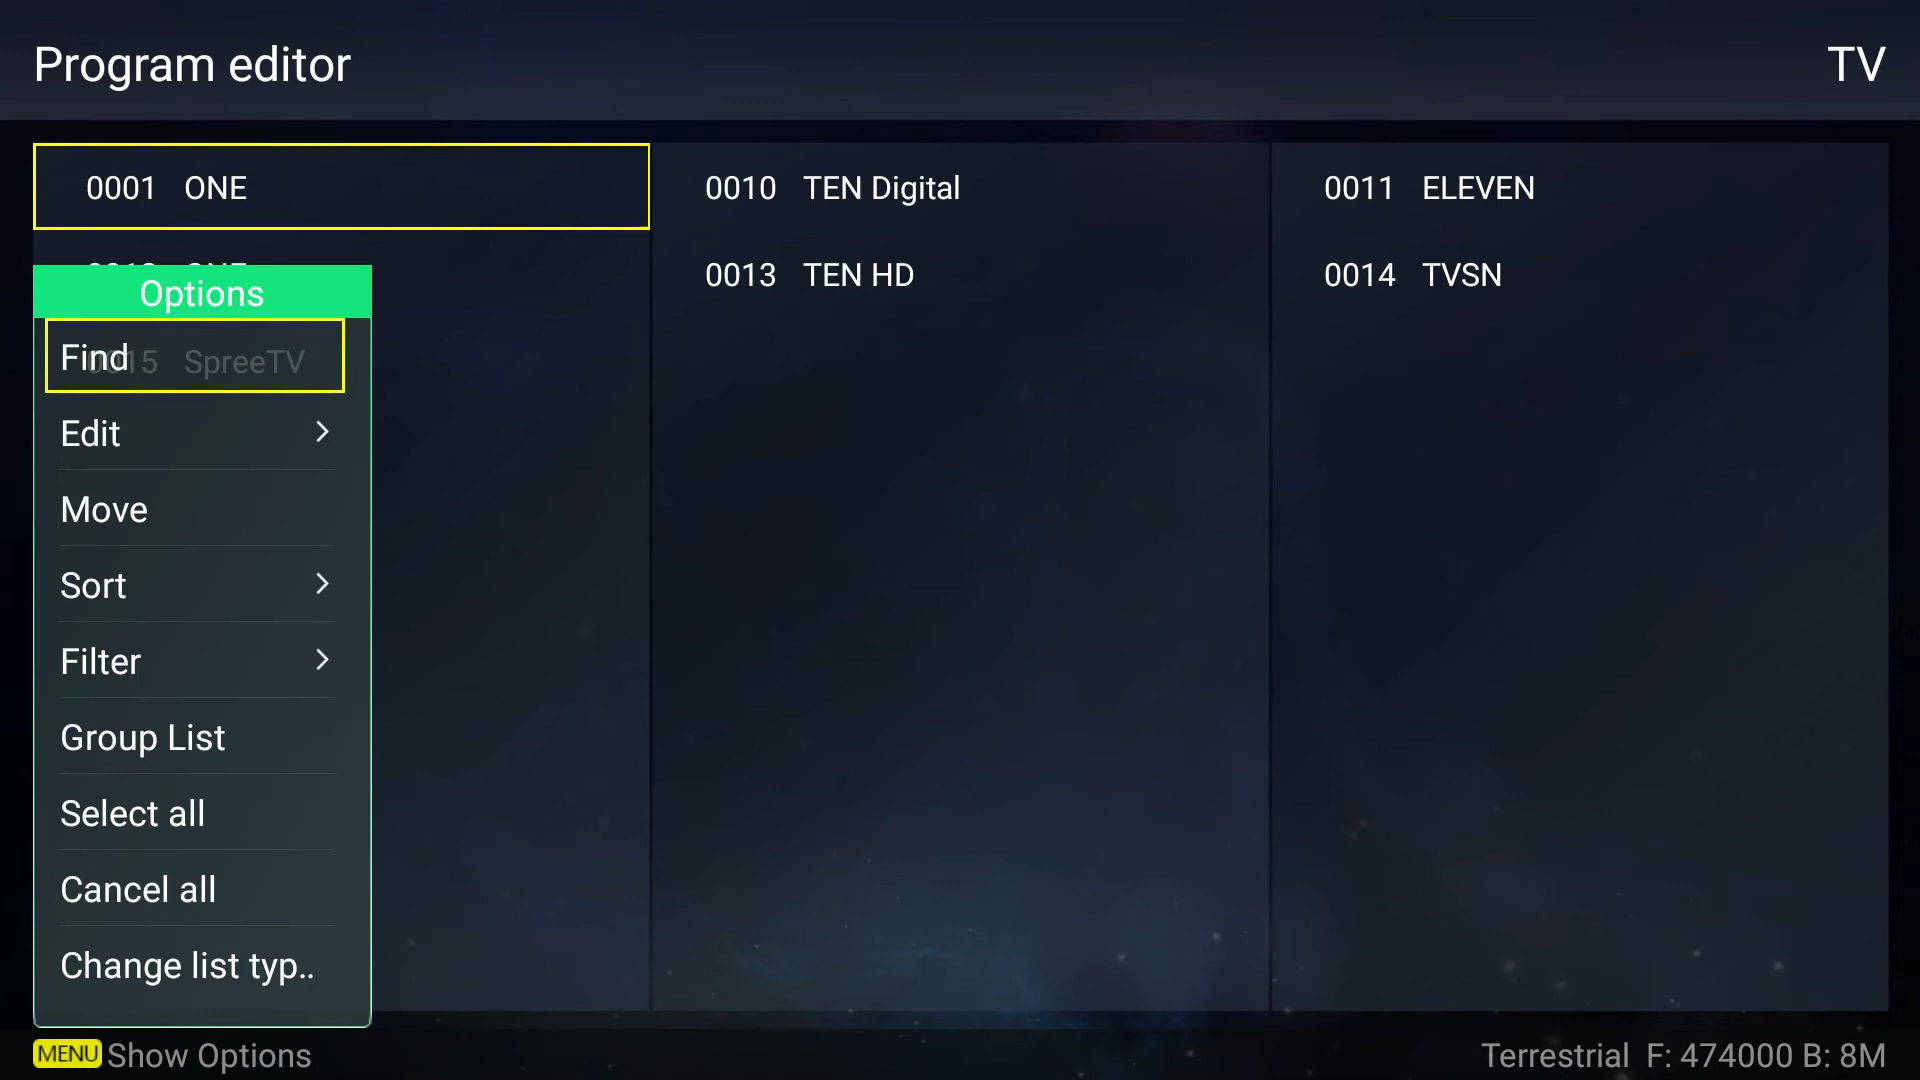 Program editor
TV
0001 ONE
0010 TEN Digital
0011 ELEVEN
0013 TEN HD
0014 TVSN
Options
Find
SpreeTV
Edit
Move
Sort
Filter
Group List
Select all
Cancel all
Change list typ..
MENU Show Options
Terrestrial F: 474000 B: 8M